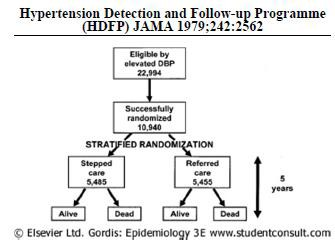 Hypertension Detection and Follow-up Programme
(HDFP) JAMA 1979;242:2562
Eligible by
elevated DBP
22,994
Successfully
randomized
10,940
STRATIFIED RANDOMIZATION
Stepped
care
5,485
Referred
care
5,455
5
years
Alive
Dead
Alive
Dead
© Elsevier Ltd. Gordis: Epidemiology 3E www.studentconsult.com